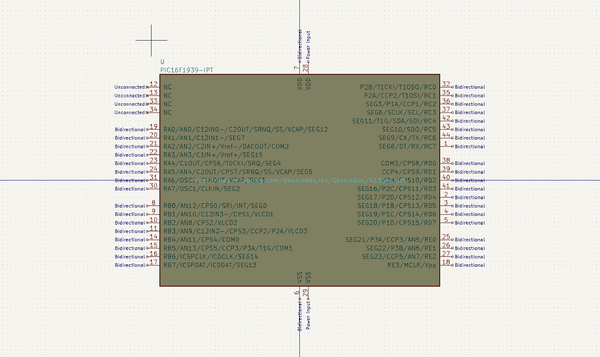 Bidirectional
Power Input
7
28
VDD
VDD
U
PIC16F1939-IPT
Unconnected 12 NC
Unconnected 13 NC
Unconnected 33 NC
Unconnected 34 NC
Bidirectional 19 RA0/AN0/C12IN0-/C2OUT/SRNQ/SS/VCAP/SEG12
Bidirectional 20 RA1/AN1/C12IN1-/SEG7
Bidirectional 21 RA2/AN2/C2IN+/Vref-/DACOUT/COM2
Bidirectional 22 RA3/AN3/C1IN+/Vref+/SEG15
Bidirectional 23 RA4/C1OUT/CPS6/T0CKI/SRQ/SEG4
Bidirectional 24 RA5/AN4/C2OUT/CPS7/SRNQ/SS/VCAP/SEG5
Bidirectional 31
Bidirectional 30 RA7/OSC1/CLKIN/SEG2
Bidirectional 8 RB0/AN12/CPS0/SRI/INT/SEG0
Bidirectional 9 RB1/AN10/C12IN3-/CPS1/VLCD1
Bidirectional 10 RB2/AN8/CPS2/VLCD2
Bidirectional 11 RB3/AN9/C12IN2-/CPS3/CCP2/P2A/VLCD3
Bidirectional 14 RB4/AN11/CPS4/COM0
Bidirectional 15 RB5/AN13/CPS5/CCP3/P3A/T1G/COM1
Bidirectional 16 RB6/ICSPCLK/ICDCLK/SEG14
Bidirectional 17 RB7/ICSPDAT/ICDDAT/SEG13
P2B/T1CKI/T1OSO/RC0 32 Bidirectional
P2A/CCP2/T1OSI/RC1 35 Bidirectional
SEG3/P1A/CCP1/RC2 36 Bidirectional
SEG6/SCK/SCL/RC3 37 Bidirectional
SEG11/T1G/SDA/SDI/RC4 42 Bidirectional
SEG10/SDO/RC5 43 Bidirectional
SEG9/CK/TX/RC6 44 Bidirectional
SEG8/DT/RX/RC7 1 Bidirectional
COM3/CPS8/RD0 38 Bidirectional
CCP4/CPS9/RD1 39 Bidirectional
40 Bidirectional
SEG16/P2C/CPS11/RD3 41 Bidirectional
SEG17/P2D/CPS12/RD4 2 Bidirectional
SEG18/P1B/CPS13/RD5 3 Bidirectional
SEG19/P1C/CPS14/RD6 4 Bidirectional
SEG20/P1D/CPS15/RD7 5 Bidirectional
SEG21/P3A/CCP3/AN5/RE0 25 Bidirectional
SEG22/P3B/AN6/RE1 26 Bidirectional
SEG23/CCP5/AN7/RE2 27 Bidirectional
RE3/MCLR/Vpp 18 Bidirectional
VSS
VSS
6
29
Bidirectional
Power Input